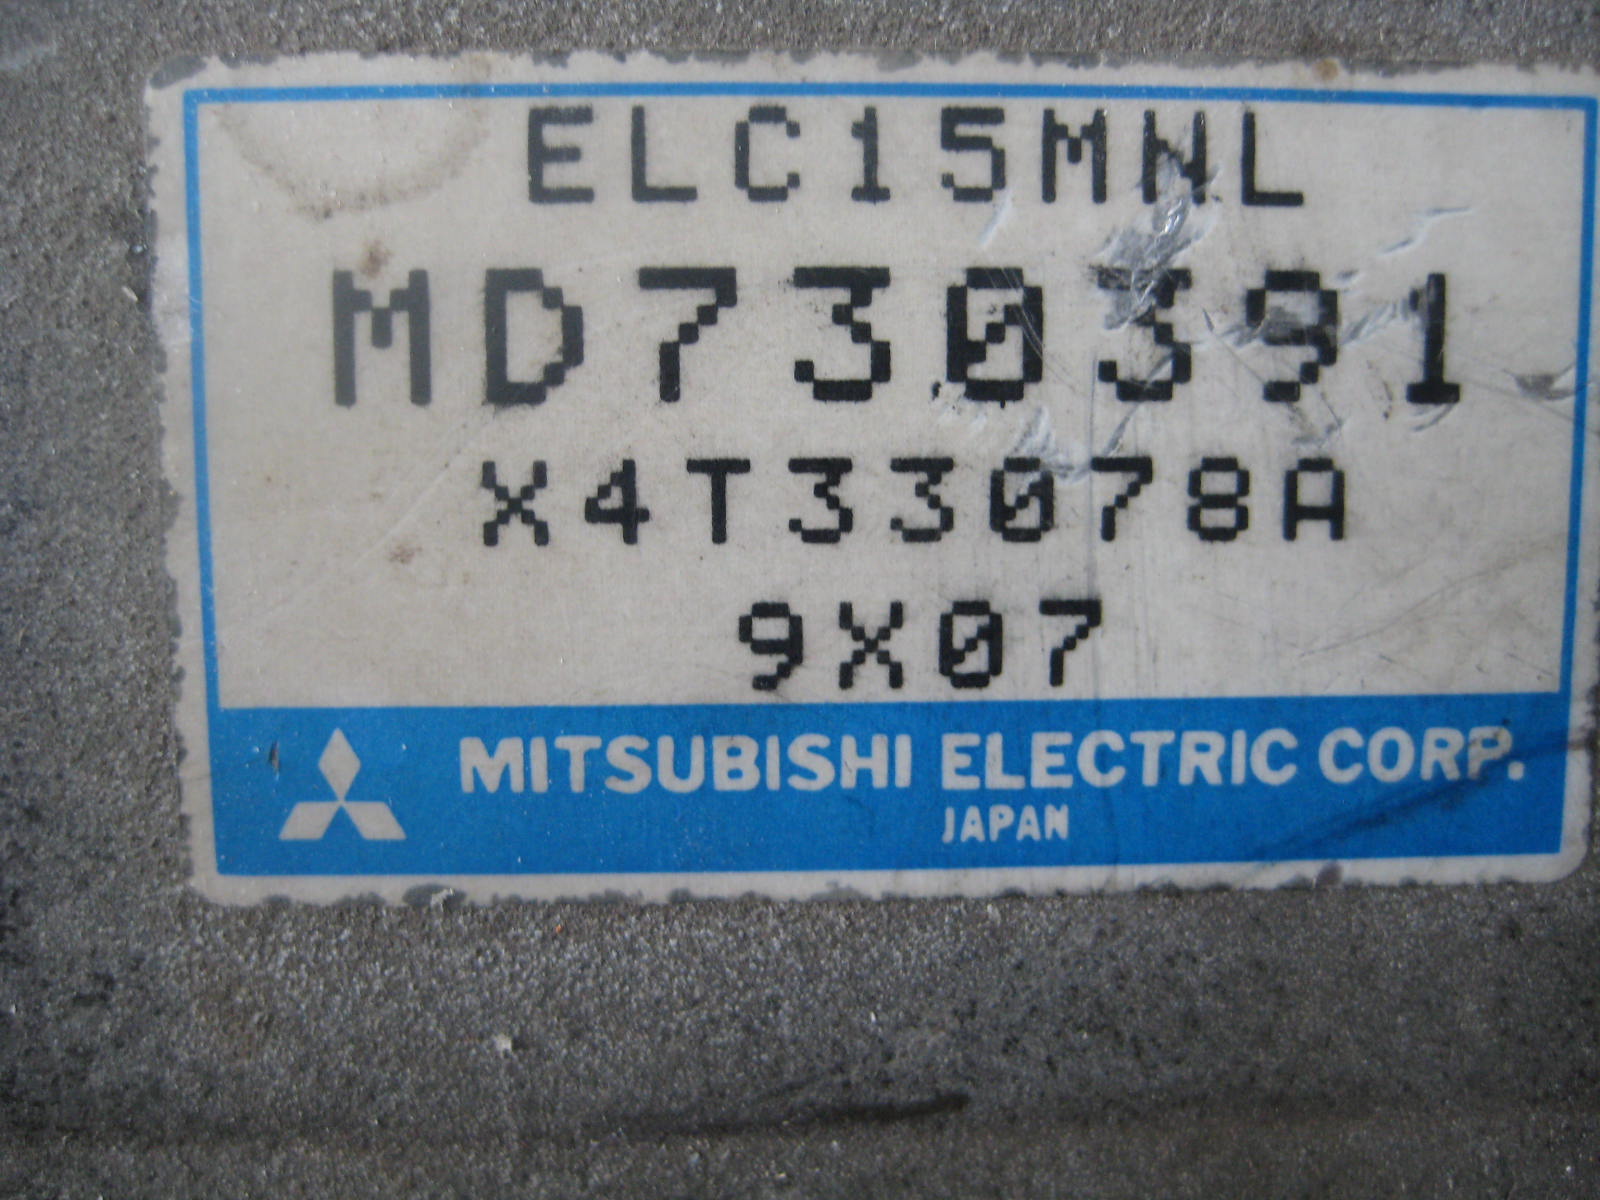 ELC15MNL
MD730391
X4T33078A
9X07
MITSUBISHI ELECTRIC CORP.
JAPAN